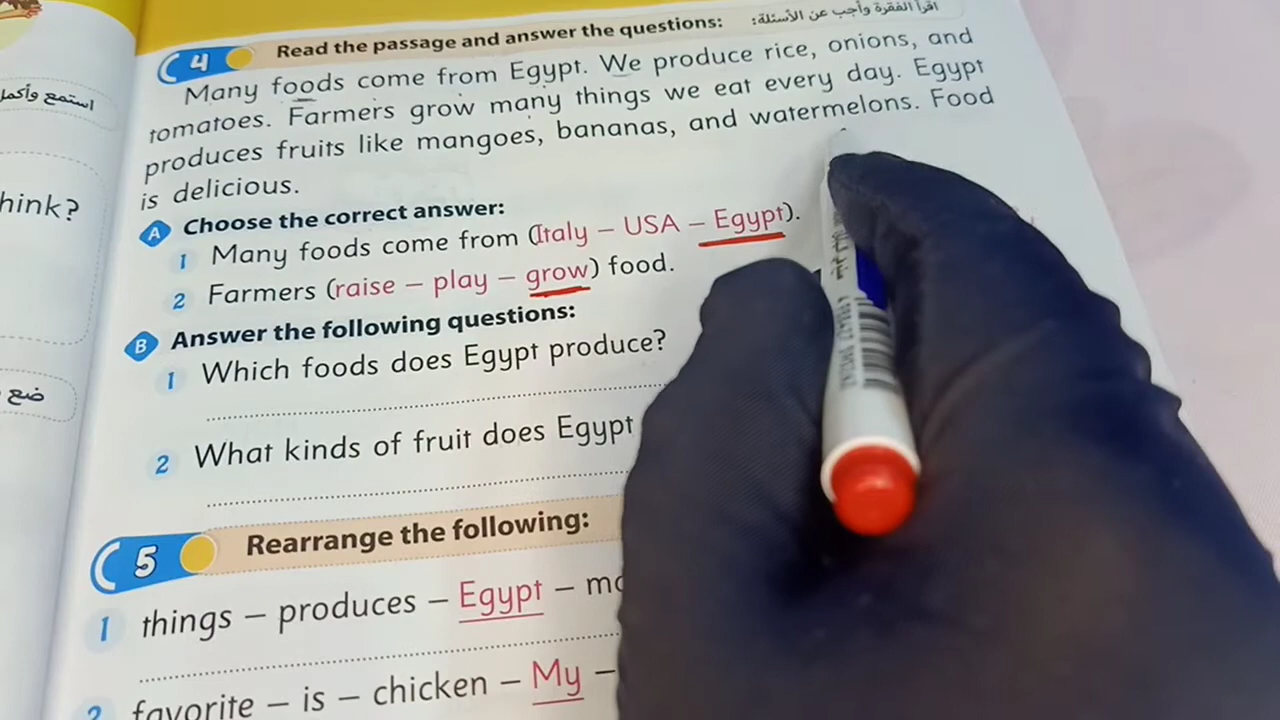 استمع وأكمل
hink?
ضع
4 Read the passage and answer the questions: اقرأ الفقرة وأجب عن الأسئلة:
Many foods come from Egypt. We produce rice, onions, and
tomatoes. Farmers grow many things we eat every day. Egypt
produces fruits like mangoes, bananas, and watermelons. Food
is delicious.
A Choose the correct answer:
1 Many foods come from (Italy – USA – Egypt).
2 Farmers (raise – play – grow) food.
B Answer the following questions:
1 Which foods does Egypt produce?
2 What kinds of fruit does Egypt
5 Rearrange the following:
1 things – produces – Egypt – m
2 favorite – is – chicken – My –